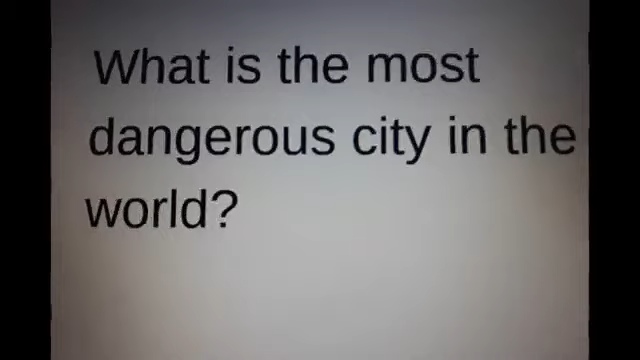 What is the most
dangerous city in the
world?